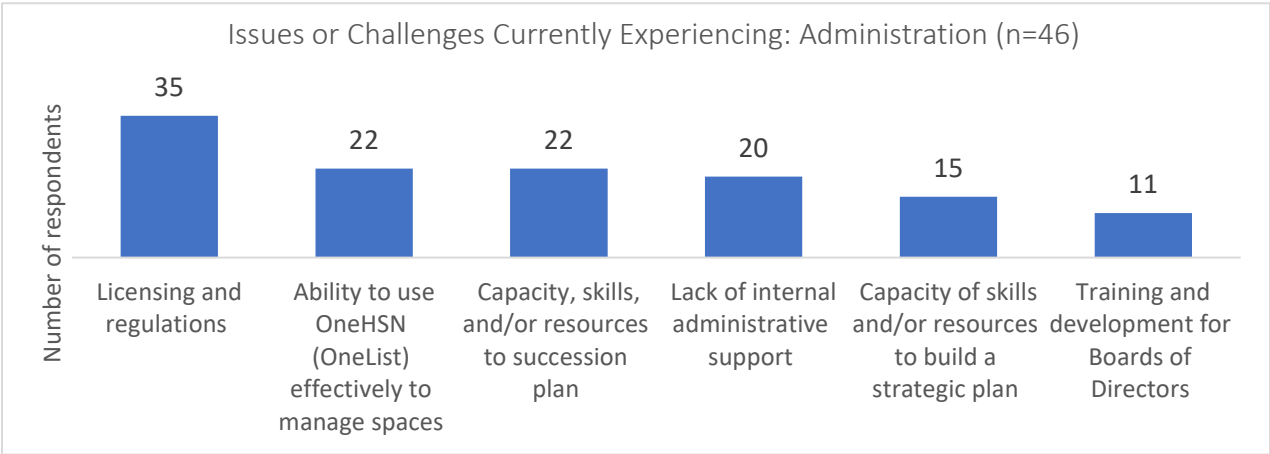 Issues or Challenges Currently Experiencing: Administration (n=46)
Number of respondents
35
22
22
20
15
11
Licensing and
regulations
Ability to use
OneHSN
(OneList)
effectively to
manage spaces
Capacity, skills,
and/or resources
to succession
plan
Lack of internal
administrative
support
Capacity of skills
and/or resources
to build a
strategic plan
Training and
development for
Boards of
Directors